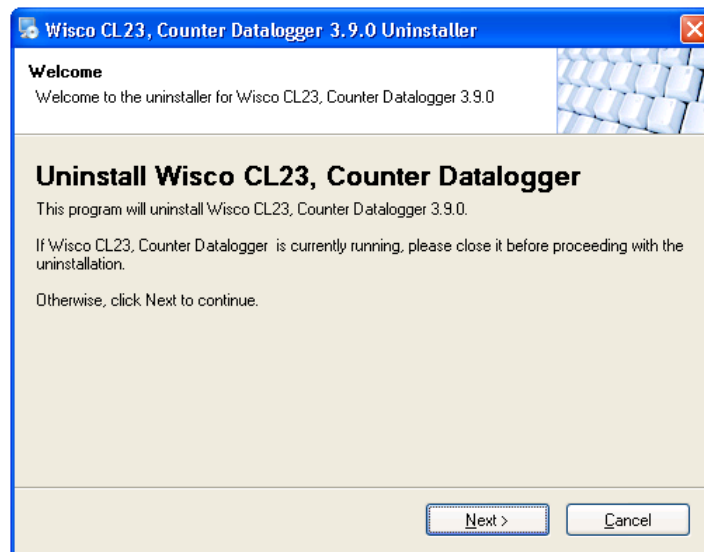 Wisco CL23, Counter Datalogger 3.9.0 Uninstaller
Welcome
Welcome to the uninstaller for Wisco CL23, Counter Datalogger 3.9.0
Uninstall Wisco CL23, Counter Datalogger
This program will uninstall Wisco CL23, Counter Datalogger 3.9.0.
If Wisco CL23, Counter Datalogger  is currently running, please close it before proceeding with the
uninstallation.
Otherwise, click Next to continue.
Next >
Cancel